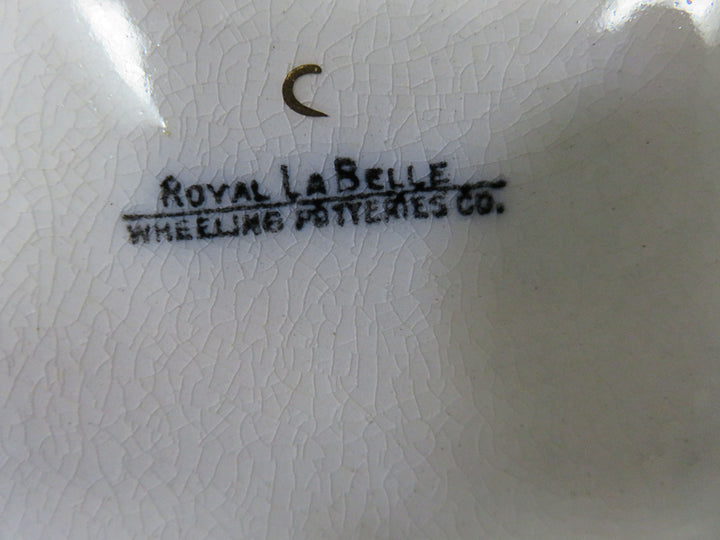 C
ROYAL LA BELLE
WHEELING POTTERIES CO.